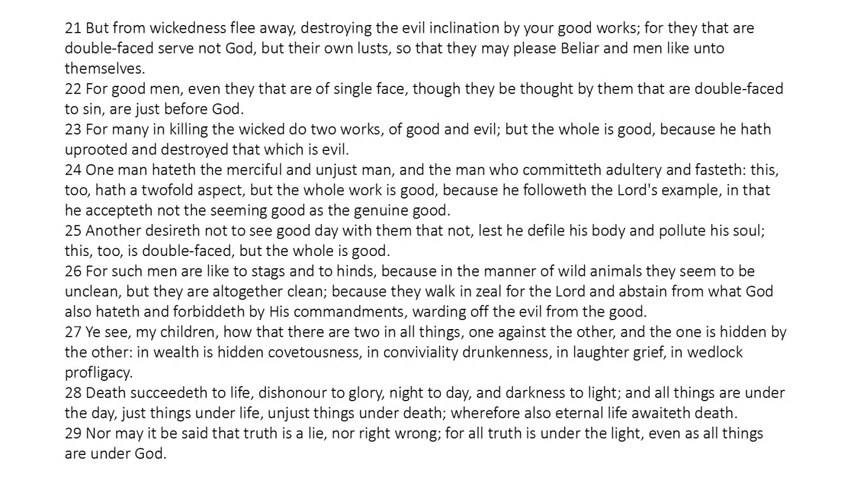 21 But from wickedness flee away, destroying the evil inclination by your good works; for they that are
double-faced serve not God, but their own lusts, so that they may please Beliar and men like unto
themselves.
22 For good men, even they that are of single face, though they be thought by them that are double-faced
to sin, are just before God.
23 For many in killing the wicked do two works, of good and evil; but the whole is good, because he hath
uprooted and destroyed that which is evil.
24 One man hateth the merciful and unjust man, and the man who committeth adultery and fasteth: this,
too, hath a twofold aspect, but the whole work is good, because he followeth the Lord's example, in that
he accepteth not the seeming good as the genuine good.
25 Another desireth not to see good day with them that not, lest he defile his body and pollute his soul;
this, too, is double-faced, but the whole is good.
26 For such men are like to stags and to hinds, because in the manner of wild animals they seem to be
unclean, but they are altogether clean; because they walk in zeal for the Lord and abstain from what God
also hateth and forbiddeth by His commandments, warding off the evil from the good.
27 Ye see, my children, how that there are two in all things, one against the other, and the one is hidden by
the other: in wealth is hidden covetousness, in conviviality drunkenness, in laughter grief, in wedlock
profligacy.
28 Death succeedeth to life, dishonour to glory, night to day, and darkness to light; and all things are under
the day, just things under life, unjust things under death; wherefore also eternal life awaiteth death.
29 Nor may it be said that truth is a lie, nor right wrong; for all truth is under the light, even as all things
are under God.